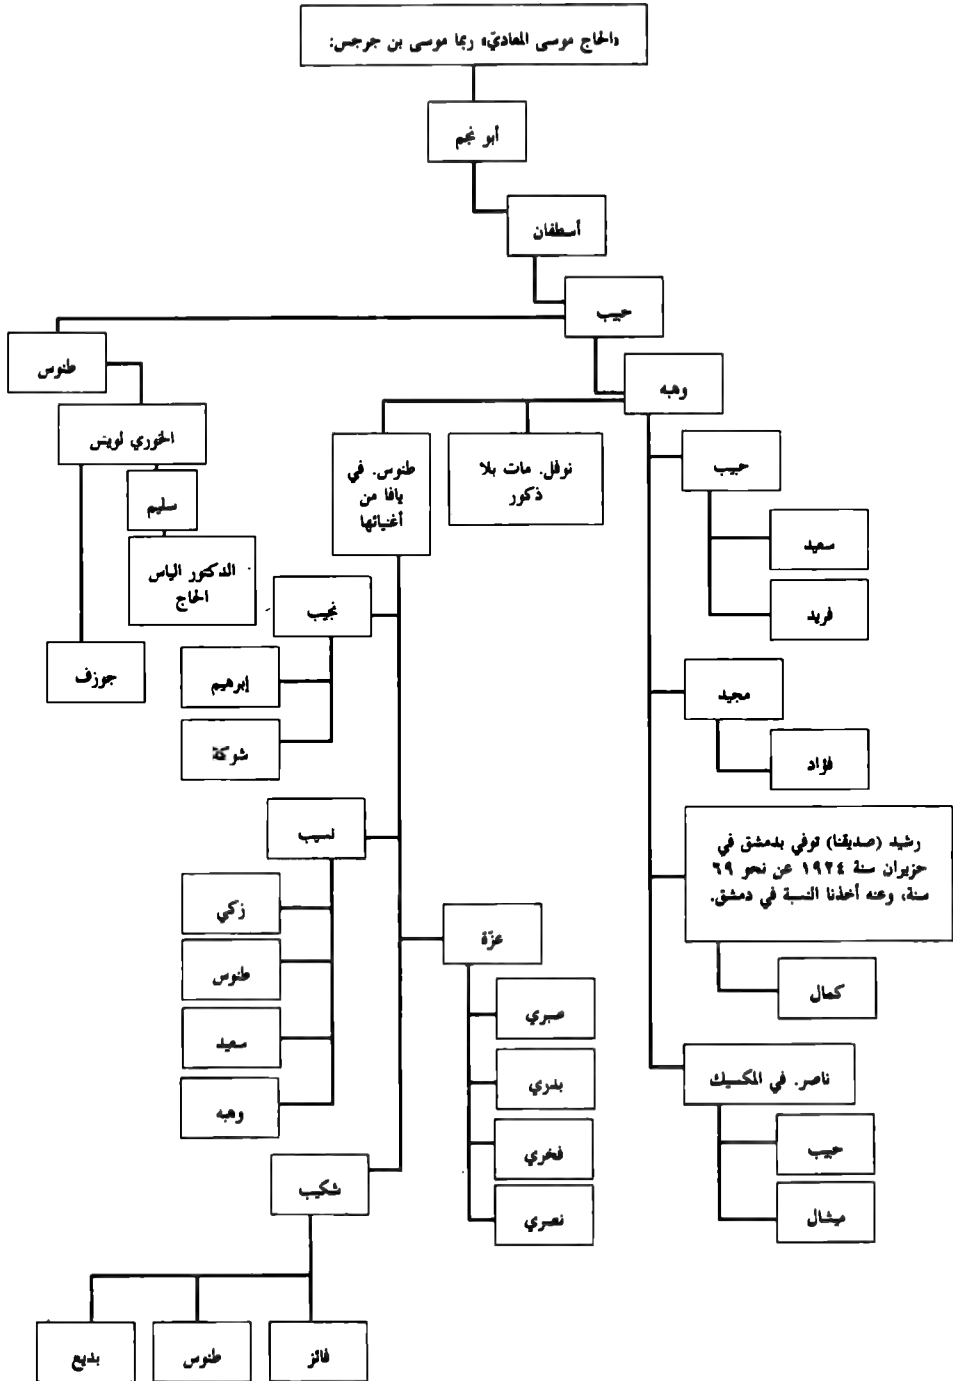 «الحاج موسى المعاديّ» ربما موسى بن جرجس:
أبو نجم
أسطفان
حبيب
طنوس
الخوري لويس
سليم
الدكتور الياس
الحاج
جوزف
وهبه
حبيب
سعيد
فريد
مجيد
فؤاد
رشيد (صديقنا) توفي بدمشق في
حزيران سنة ١٩٢٤ عن نحو ٦٩
سنة، وعنه أخذنا النسبة في دمشق.
كمال
ناصر. في المكسيك
حبيب
ميشال
نوفل. مات بلا
ذكور
طنوس. في
يافا من
أغنيائها
نجيب
إبرهيم
شوكة
نسيب
زكي
طنوس
سعيد
وهبه
عزّة
صبري
بدري
فخري
نصري
شكيب
فائز
طنوس
بديع